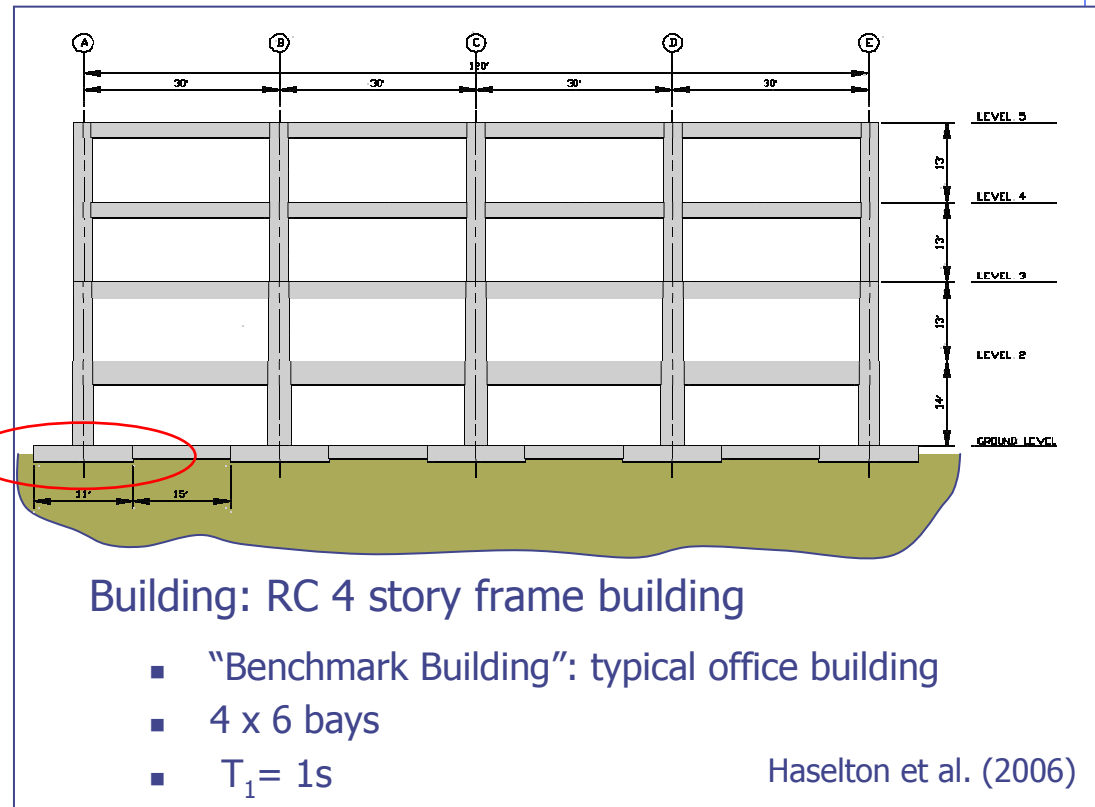 A B C D E
120'
30' 30' 30' 30'
LEVEL 5
13'
LEVEL 4
13'
LEVEL 3
13'
LEVEL 2
14'
GROUND LEVEL
11' 15'
Building: RC 4 story frame building
"Benchmark Building": typical office building
4 x 6 bays
T₁= 1s
Haselton et al. (2006)